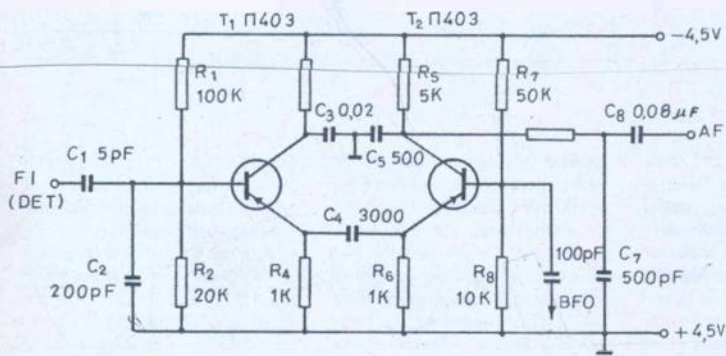 T1 П403
T2 П403
−4,5V
R1
100K
R5
5K
R7
50K
C3 0,02
C8 0,08 µF
AF
C1 5pF
C5 500
FI
(DET)
C4 3000
C2
200pF
R2
20K
R4
1K
R6
1K
R8
10K
100pF
BFO
C7
500pF
+4,5V